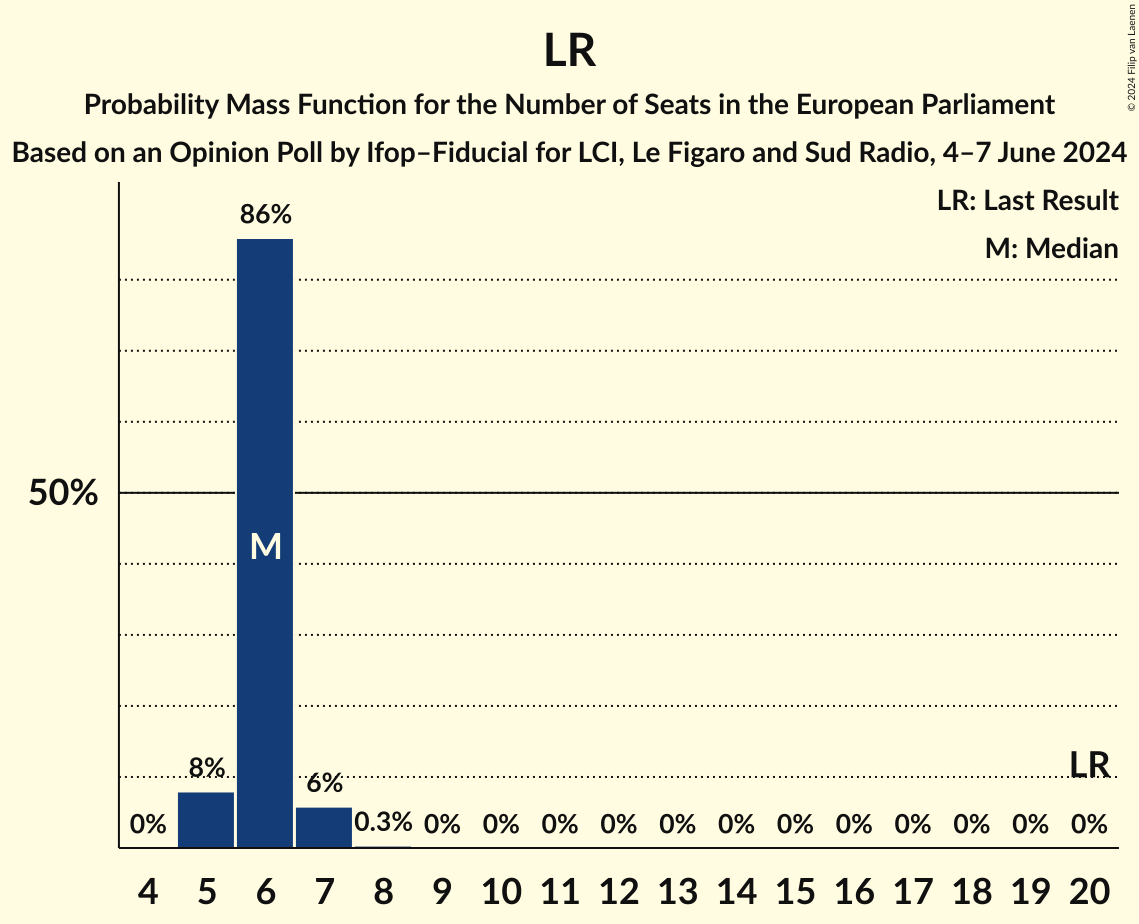 LR
Probability Mass Function for the Number of Seats in the European Parliament
Based on an Opinion Poll by Ifop–Fiducial for LCI, Le Figaro and Sud Radio, 4–7 June 2024
© 2024 Filip van Laenen
LR: Last Result
M: Median
86%
50%
M
8%
6%
LR
0%
0.3%
0% 0% 0% 0% 0% 0% 0% 0% 0% 0% 0% 0%
4 5 6 7 8 9 10 11 12 13 14 15 16 17 18 19 20